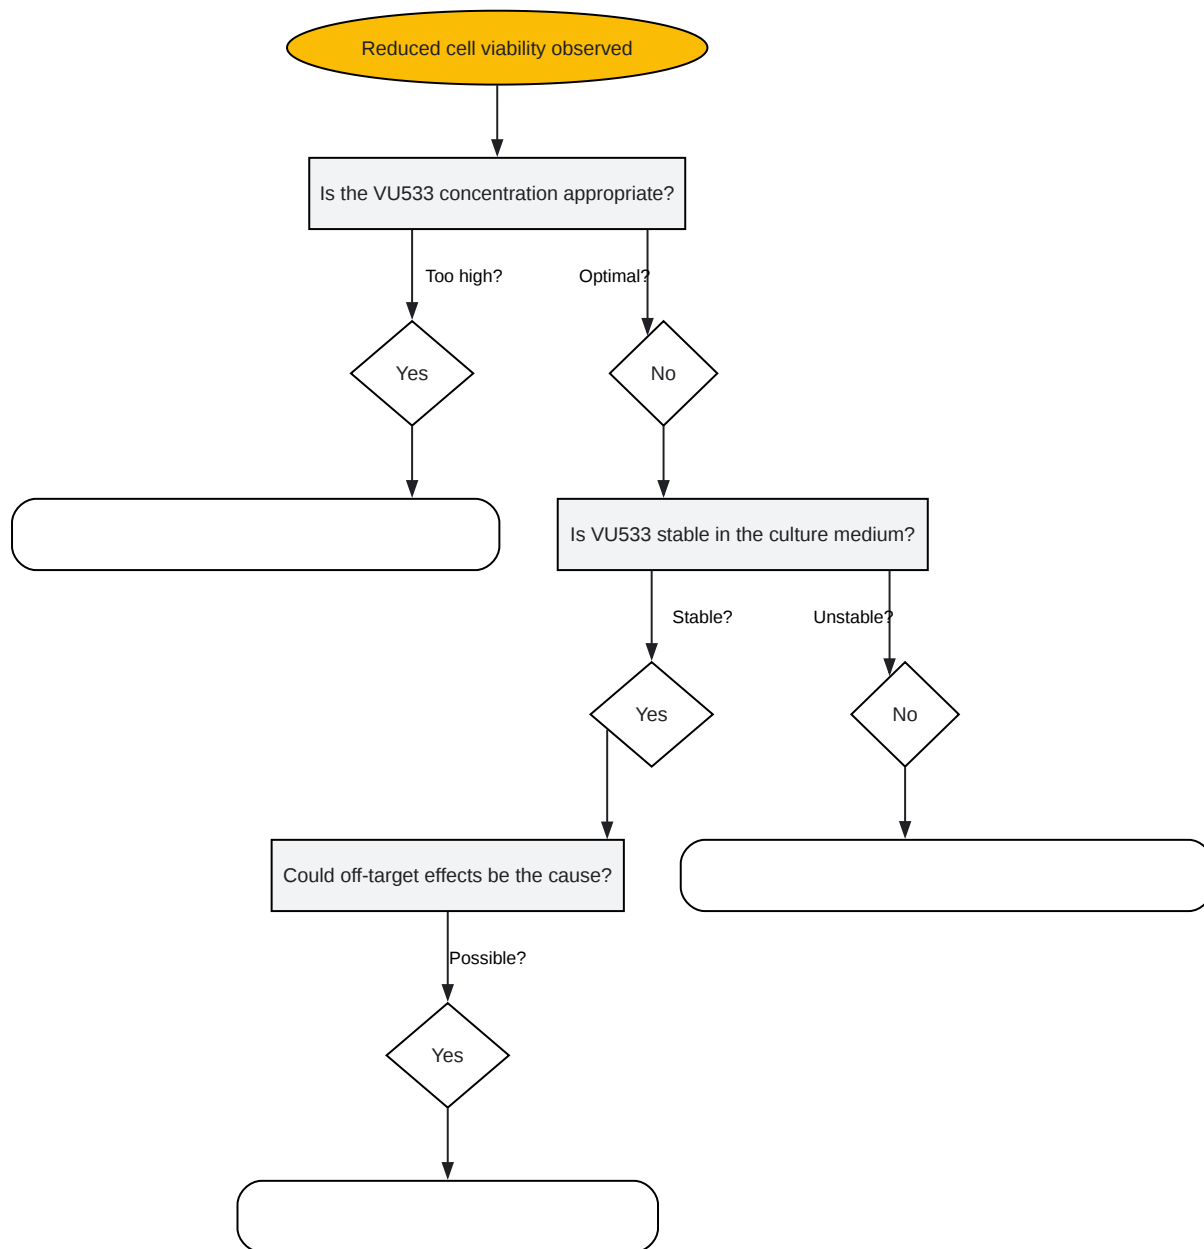 Reduced cell viability observed
Is the VU533 concentration appropriate?
Too high?
Optimal?
Yes
No
Is VU533 stable in the culture medium?
Stable?
Unstable?
Yes
No
Could off-target effects be the cause?
Possible?
Yes